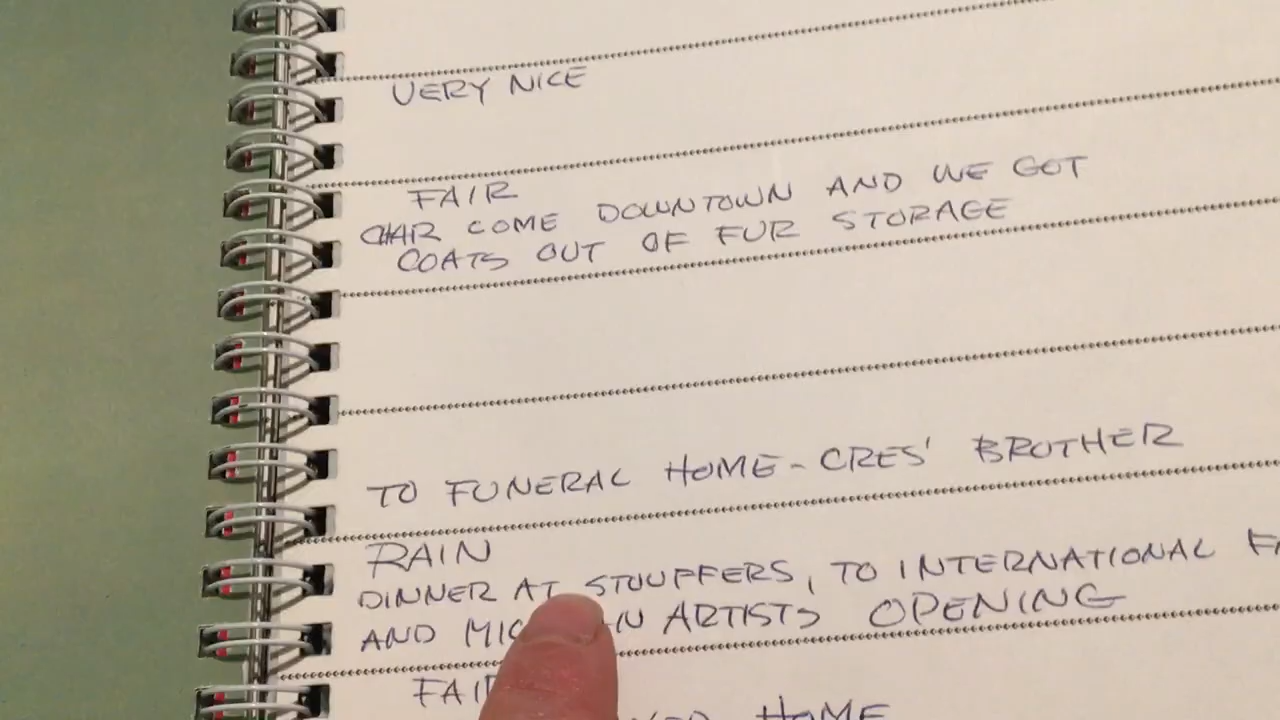 VERY NICE
FAIR
CHAR COME DOWNTOWN AND WE GOT
COATS OUT OF FUR STORAGE
TO FUNERAL HOME - CRES' BROTHER
RAIN
DINNER AT STOUFFERS, TO INTERNATIONAL
AND ARTISTS OPENING
FAIR
HOME